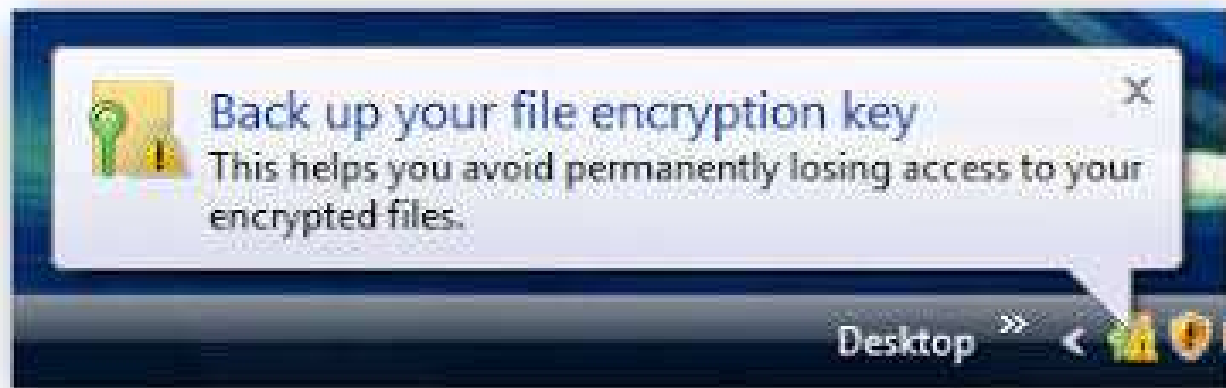 Back up your file encryption key
This helps you avoid permanently losing access to your
encrypted files.
Desktop